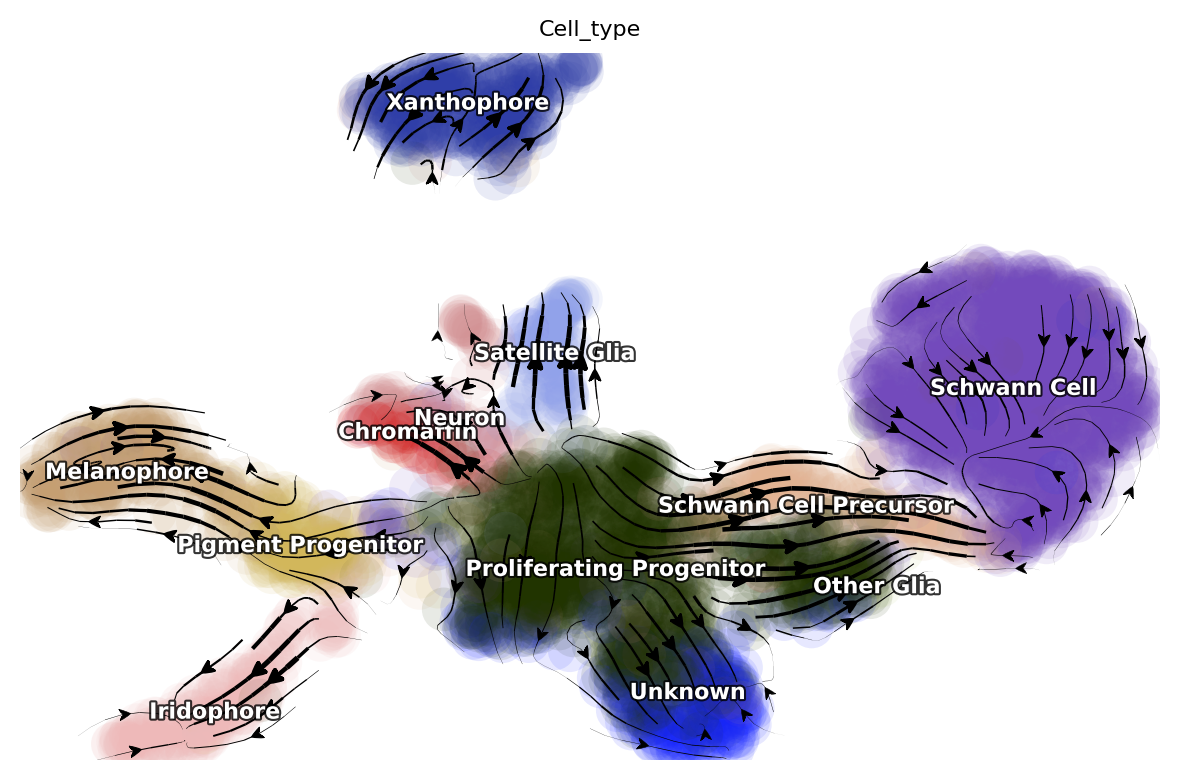 Cell_type
Xanthophore
Satellite Glia
Schwann Cell
Neuron
Chromaffin
Melanophore
Schwann Cell Precursor
Pigment Progenitor
Proliferating Progenitor
Other Glia
Unknown
Iridophore